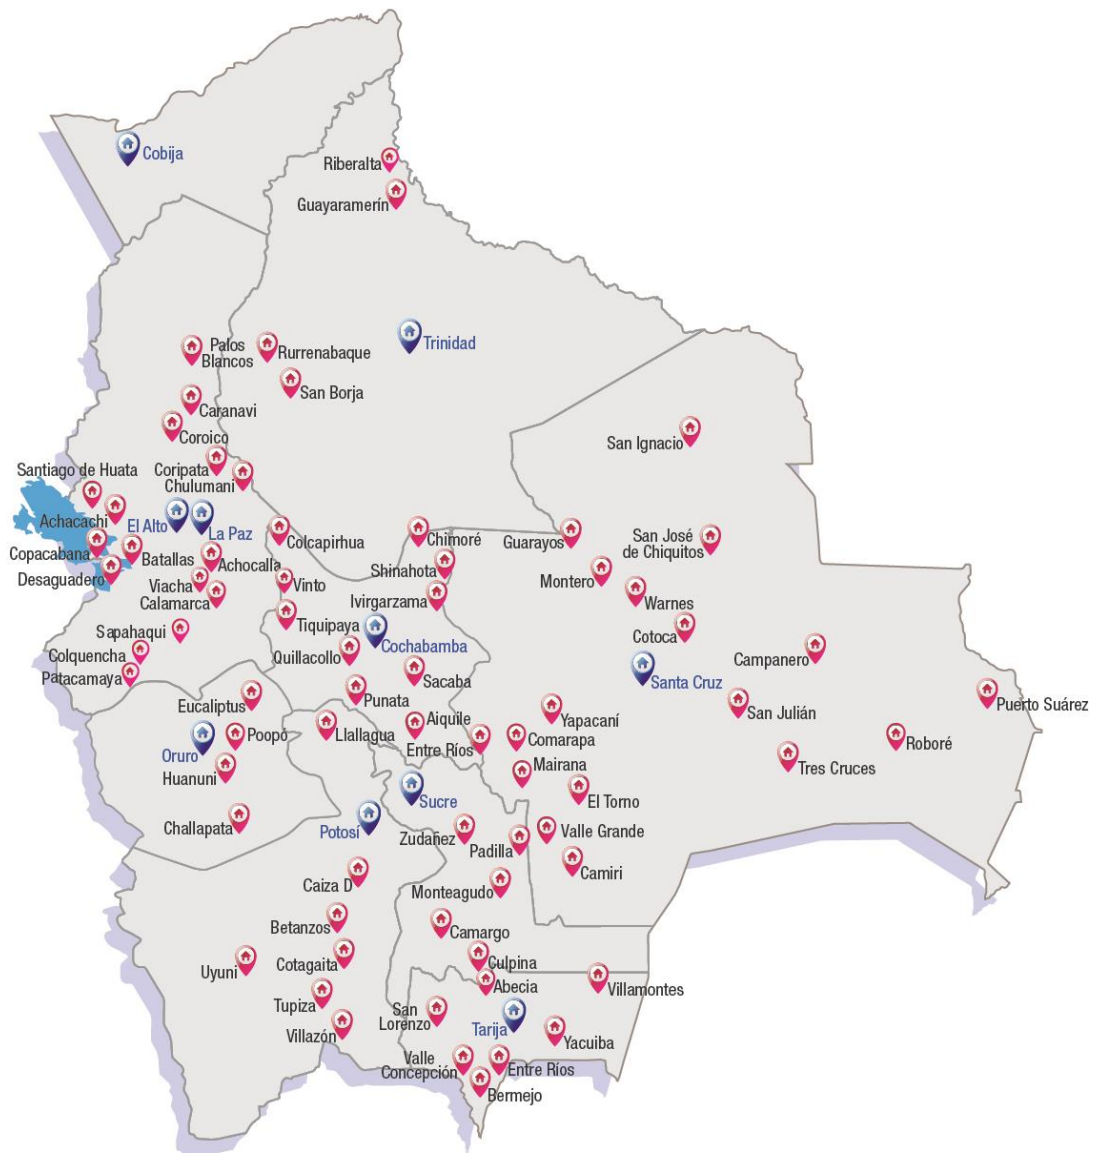 Cobija
Riberalta
Guayaramerín
Trinidad
Palos
Blancos
Rurrenabaque
San Borja
Caranavi
Coroico
San Ignacio
Coripata
Chulumani
Santiago de Huata
Achacachi
El Alto
La Paz
Copacabana
Batallas
Achocalla
Colcapirhua
Chimoré
Guarayos
San José
de Chiquitos
Desaguadero
Viacha
Calamarca
Vinto
Shinahota
Ivirgarzama
Montero
Warnes
Sapahaqui
Tiquipaya
Cotoca
Colquencha
Quillacollo
Cochabamba
Campanero
Patacamaya
Sacaba
Santa Cruz
Eucaliptus
Punata
Puerto Suárez
Yapacaní
San Julián
Oruro
Poopó
Llallagua
Aiquile
Entre Ríos
Comarapa
Roboré
Huanuni
Mairana
Tres Cruces
Sucre
El Torno
Challapata
Potosí
Zudañez
Padilla
Valle Grande
Camiri
Caiza D
Monteagudo
Betanzos
Camargo
Uyuni
Cotagaita
Culpina
Abecia
Villamontes
Tupiza
San
Lorenzo
Tarija
Villazón
Yacuiba
Valle
Concepción
Entre Ríos
Bermejo